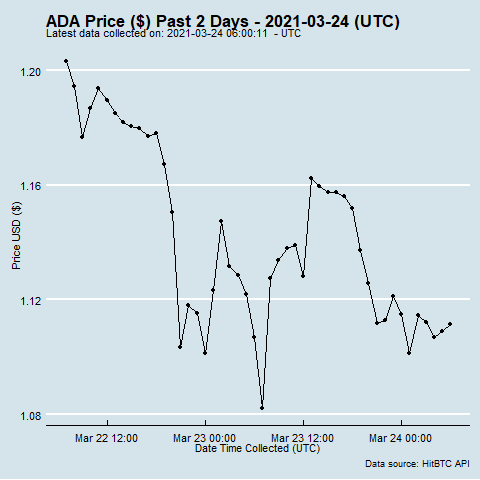 ADA Price ($) Past 2 Days - 2021-03-24 (UTC)
Latest data collected on: 2021-03-24 06:00:11 - UTC
1.20
1.16
1.12
1.08
Price USD ($)
Mar 22 12:00
Mar 23 00:00
Mar 23 12:00
Mar 24 00:00
Date Time Collected (UTC)
Data source: HitBTC API